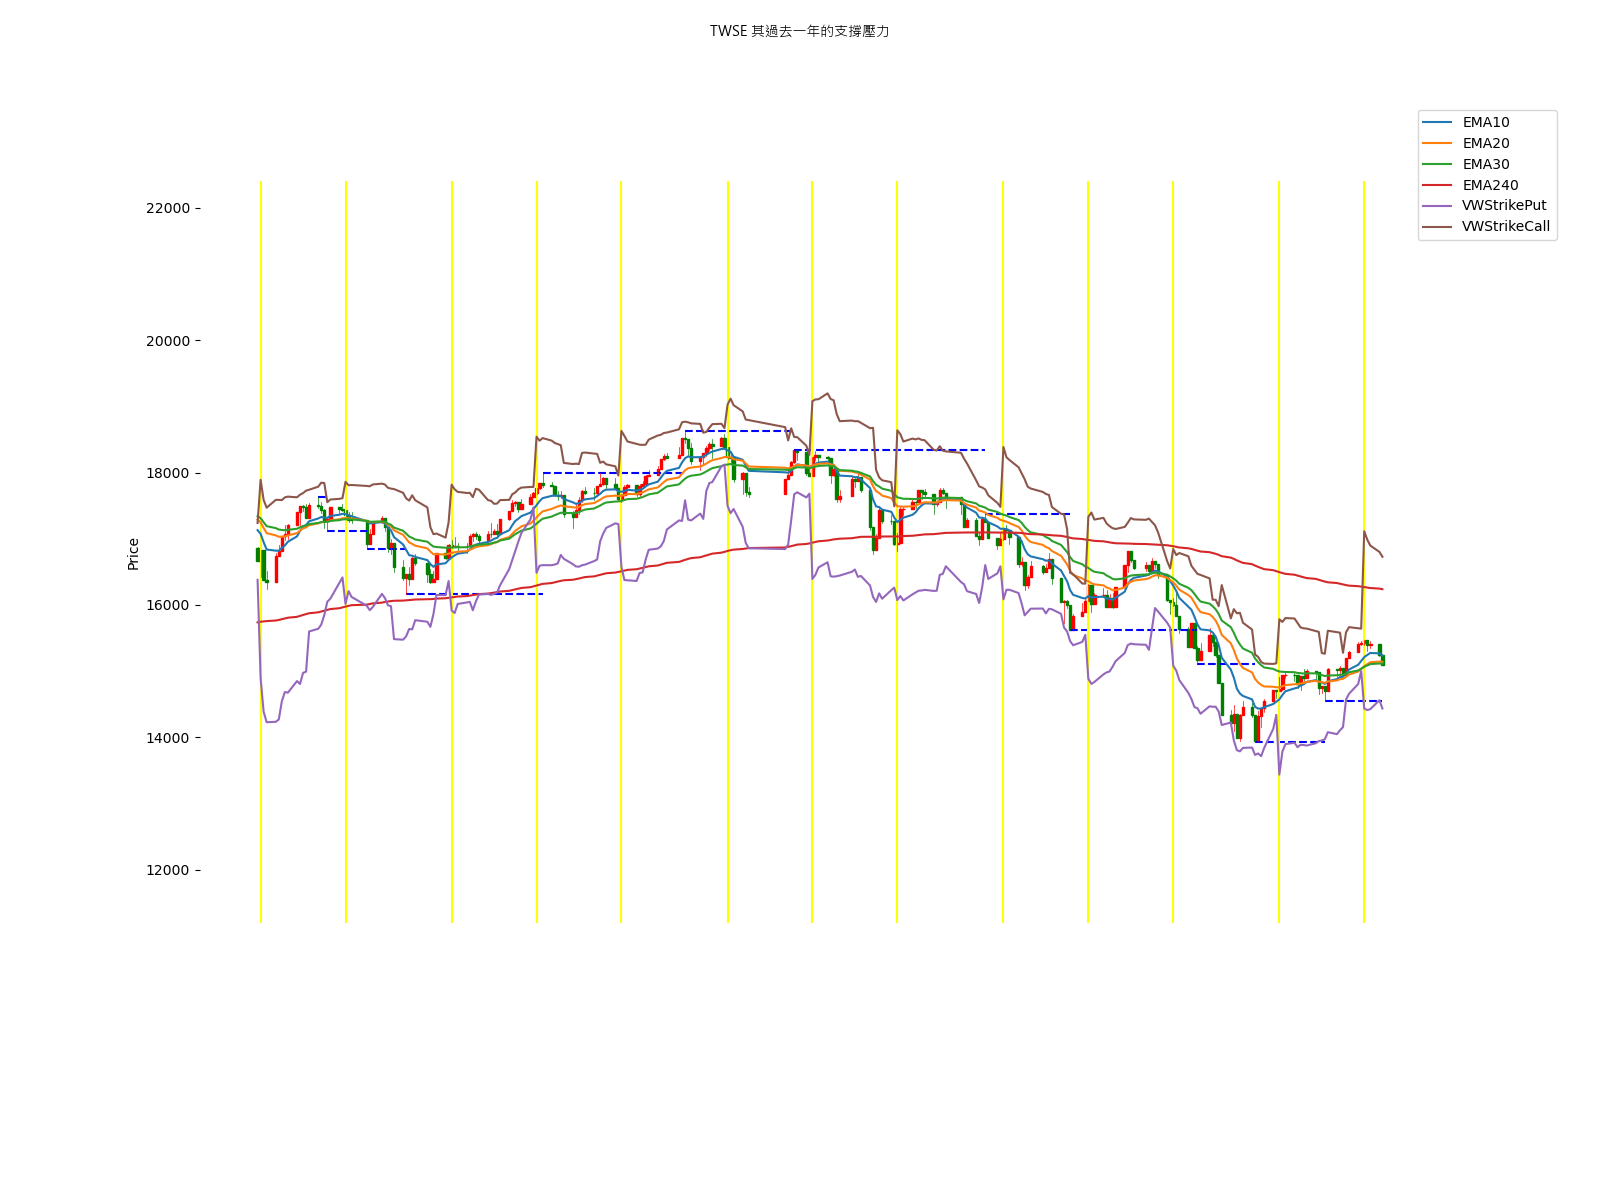 TWSE 其過去一年的支撐壓力
EMA10
EMA20
EMA30
EMA240
VWStrikePut
VWStrikeCall
22000
20000
18000
16000
14000
12000
Price